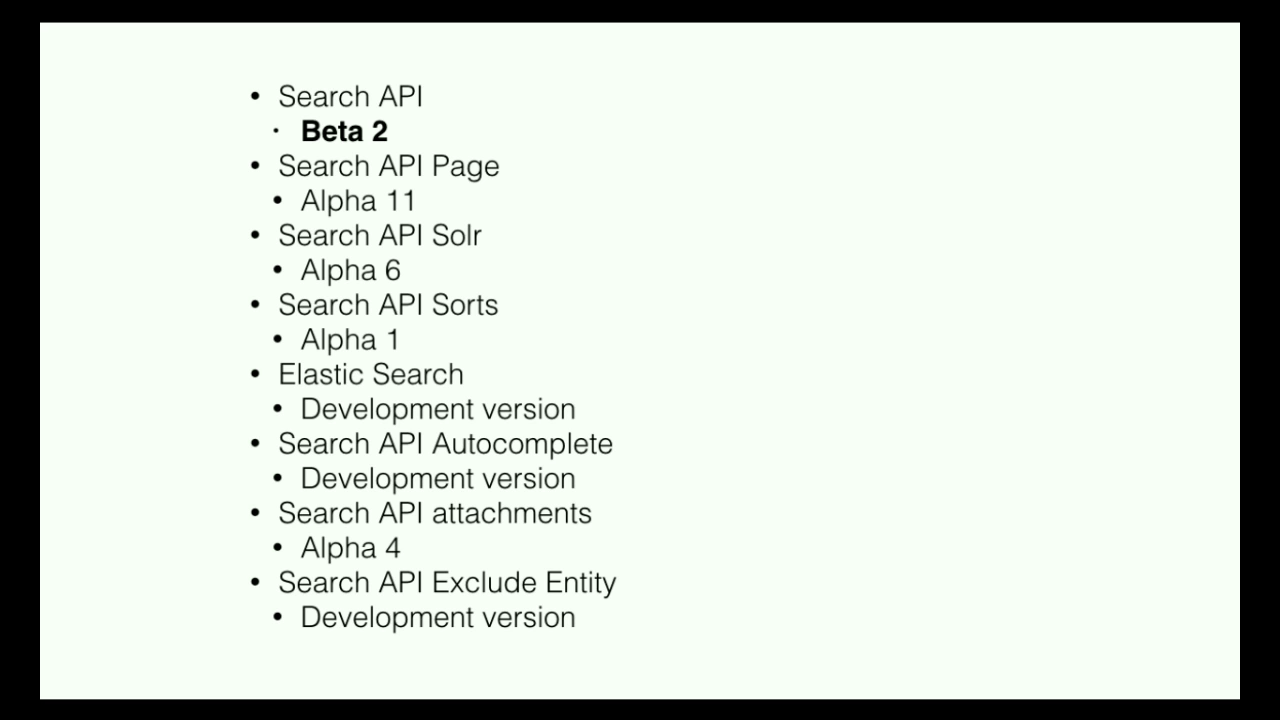 • Search API
• Beta 2
• Search API Page
• Alpha 11
• Search API Solr
• Alpha 6
• Search API Sorts
• Alpha 1
• Elastic Search
• Development version
• Search API Autocomplete
• Development version
• Search API attachments
• Alpha 4
• Search API Exclude Entity
• Development version